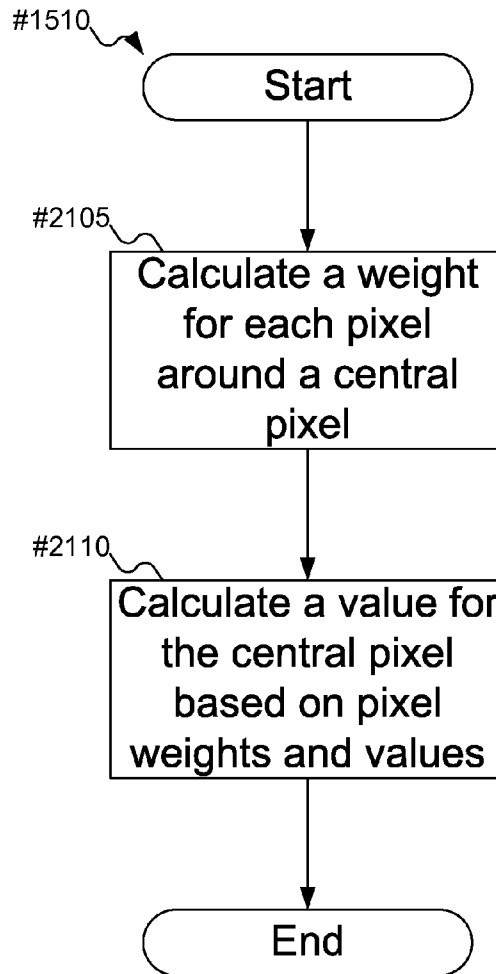 #1510
Start
#2105
Calculate a weight
for each pixel
around a central
pixel
#2110
Calculate a value for
the central pixel
based on pixel
weights and values
End